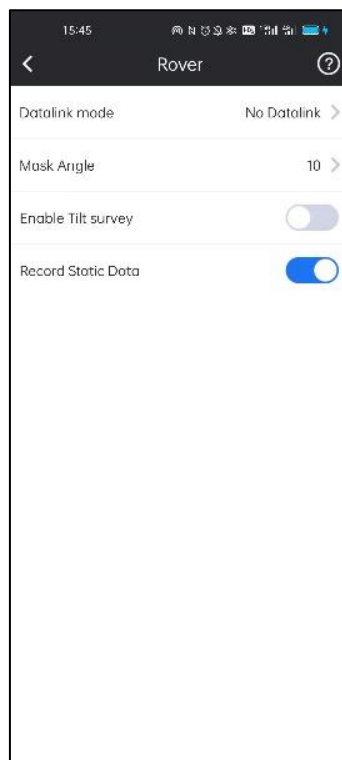 15:45
Rover
Datalink mode No Datalink
Mask Angle 10
Enable Tilt survey
Record Static Data